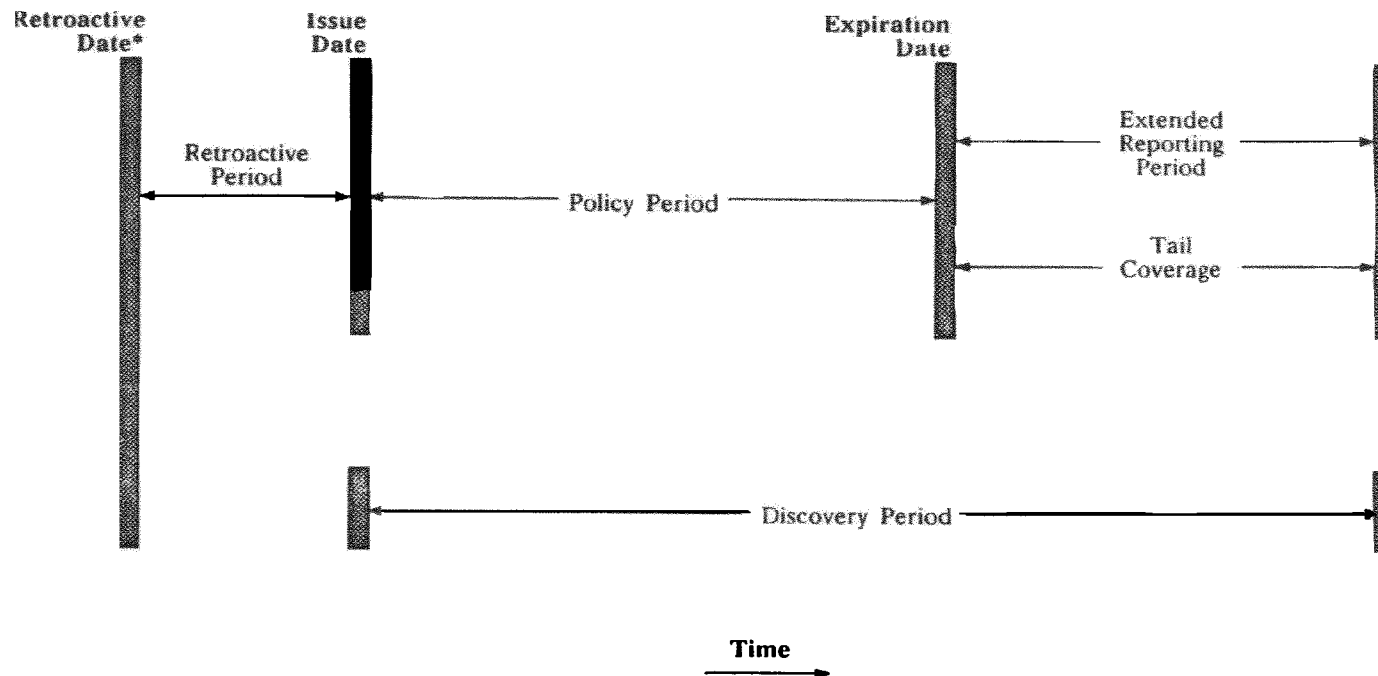 Retroactive
Date*
Issue
Date
Expiration
Date
Retroactive
Period
Policy Period
Extended
Reporting
Period
Tail
Coverage
Discovery Period
Time